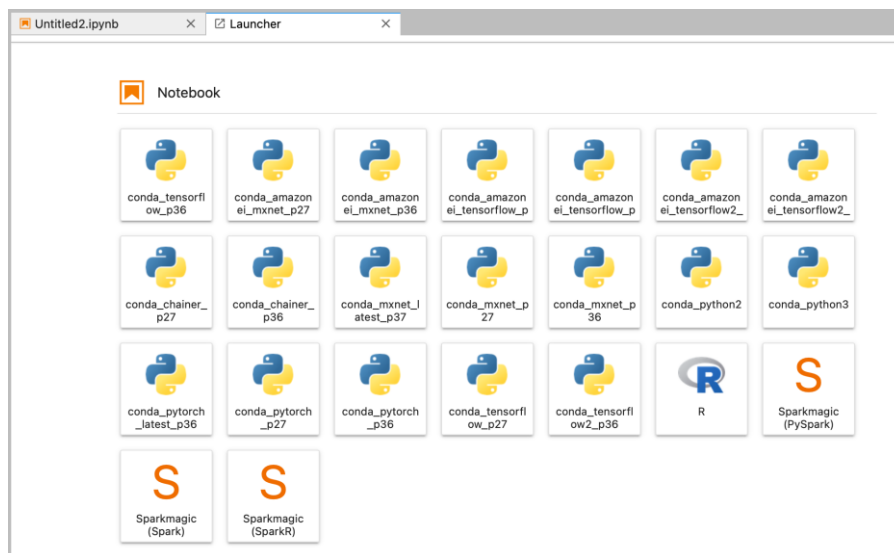 Untitled2.ipynb
Launcher
Notebook
conda_tensorfl
ow_p36
conda_amazon
ei_mxnet_p27
conda_amazon
ei_mxnet_p36
conda_amazon
ei_tensorflow_p
conda_amazon
ei_tensorflow_p
conda_amazon
ei_tensorflow2_
conda_amazon
ei_tensorflow2_
conda_chainer_
p27
conda_chainer_
p36
conda_mxnet_l
atest_p37
conda_mxnet_p
27
conda_mxnet_p
36
conda_python2
conda_python3
conda_pytorch
_latest_p36
conda_pytorch
_p27
conda_pytorch
_p36
conda_tensorfl
ow_p27
conda_tensorfl
ow2_p36
R
R
S
Sparkmagic
(PySpark)
S
Sparkmagic
(Spark)
S
Sparkmagic
(SparkR)